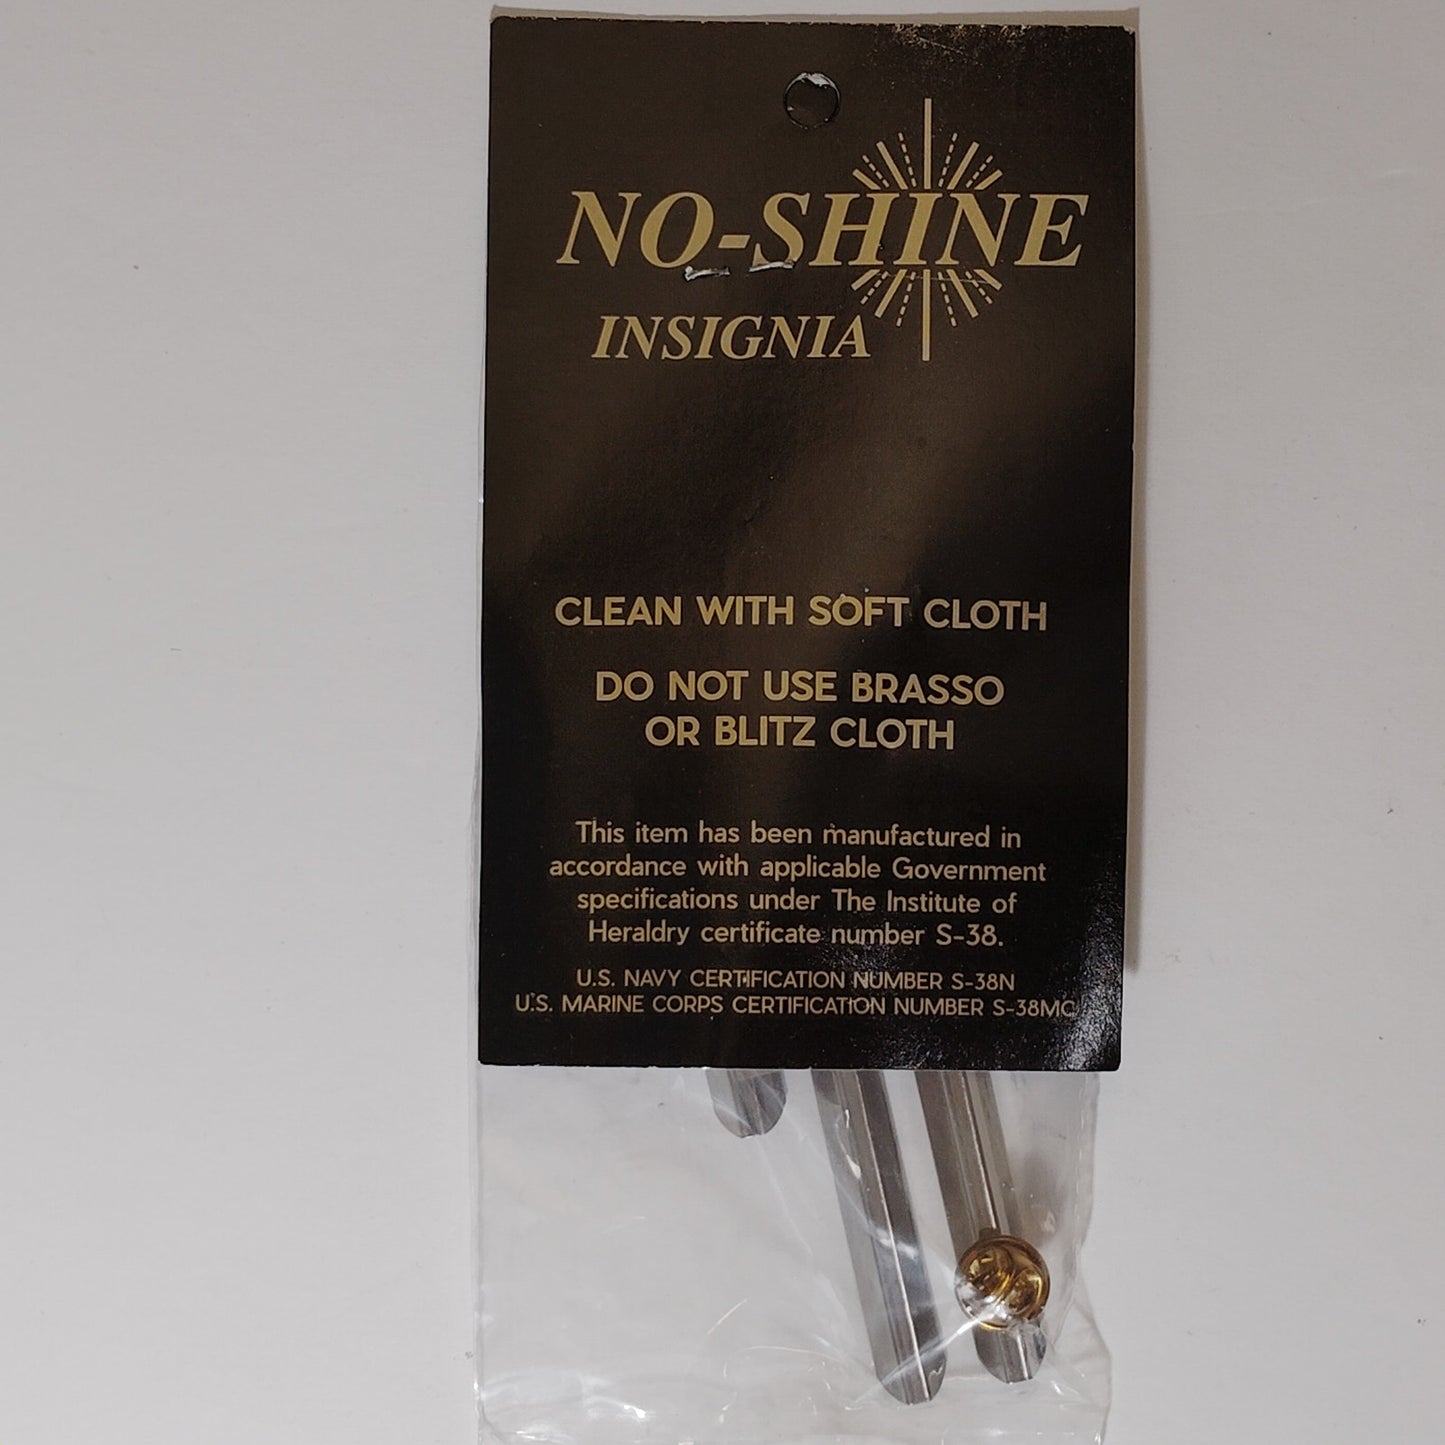 NO-SHINE
INSIGNIA
CLEAN WITH SOFT CLOTH
DO NOT USE BRASSO
OR BLITZ CLOTH
This item has been manufactured in
accordance with applicable Government
specifications under The Institute of
Heraldry certificate number S-38.
U.S. NAVY CERTIFICATION NUMBER S-38N
U.S. MARINE CORPS CERTIFICATION NUMBER S-38MC